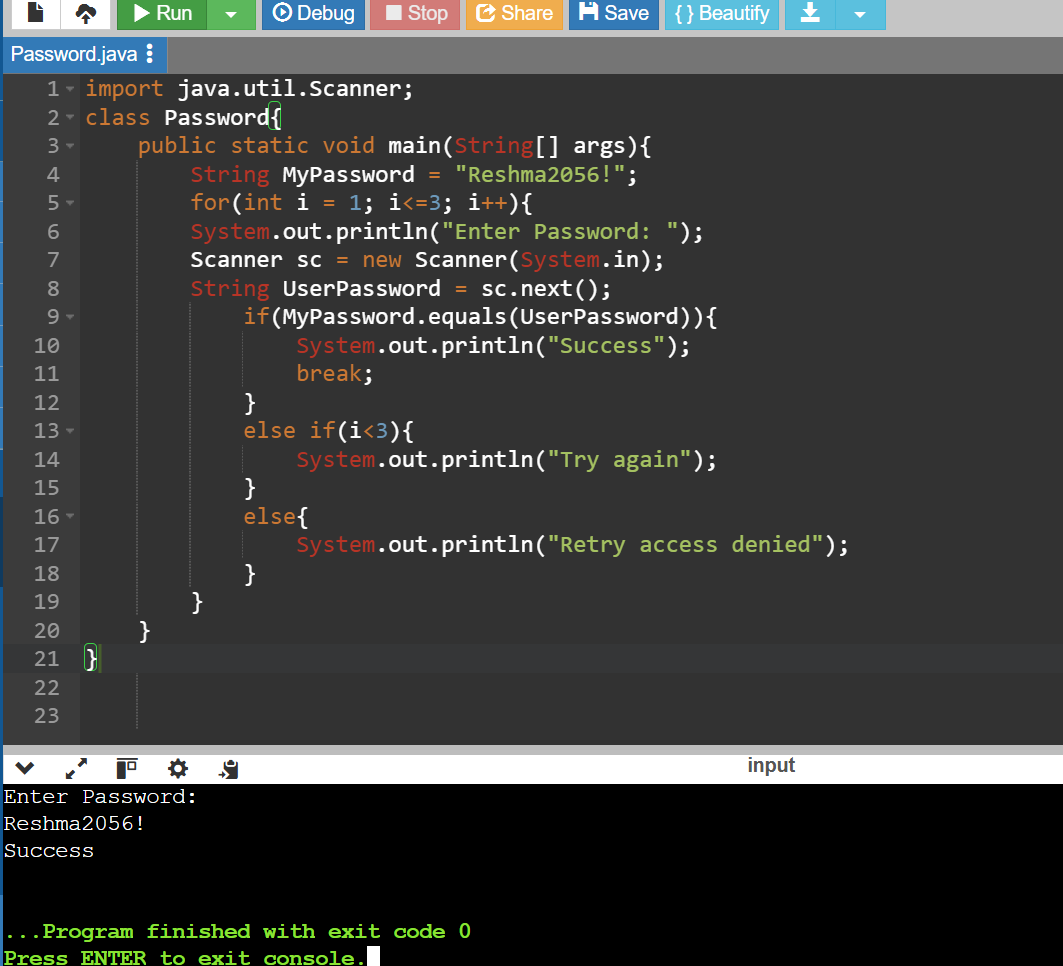 Run Debug Stop Share Save { } Beautify
Password.java
1 import java.util.Scanner;
2 class Password{
3 public static void main(String[] args){
4 String MyPassword = "Reshma2056!";
5 for(int i = 1; i<=3; i++){
6 System.out.println("Enter Password: ");
7 Scanner sc = new Scanner(System.in);
8 String UserPassword = sc.next();
9 if(MyPassword.equals(UserPassword)){
10 System.out.println("Success");
11 break;
12 }
13 else if(i<3){
14 System.out.println("Try again");
15 }
16 else{
17 System.out.println("Retry access denied");
18 }
19 }
20 }
21 }
22
23
input
Enter Password:
Reshma2056!
Success
...Program finished with exit code 0
Press ENTER to exit console.